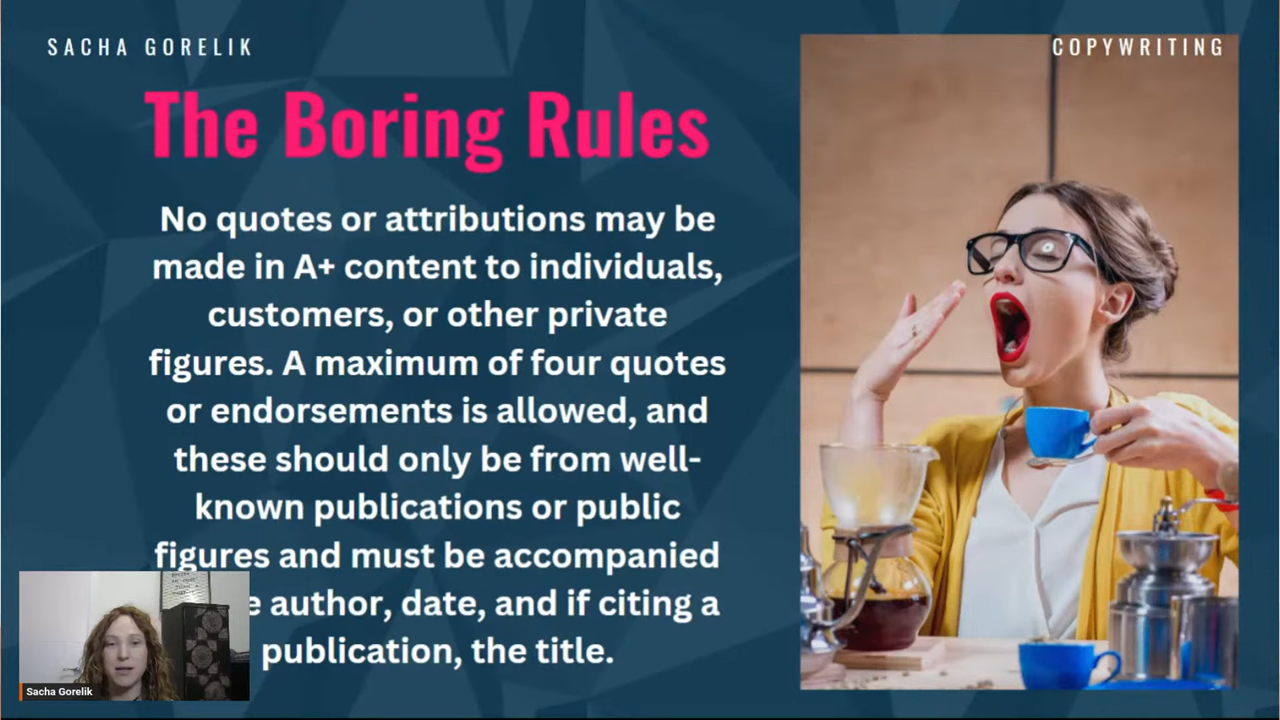 SACHA GORELIK
COPYWRITING
The Boring Rules
No quotes or attributions may be
made in A+ content to individuals,
customers, or other private
figures. A maximum of four quotes
or endorsements is allowed, and
these should only be from well-
known publications or public
figures and must be accompanied
author, date, and if citing a
publication, the title.
Sacha Gorelik